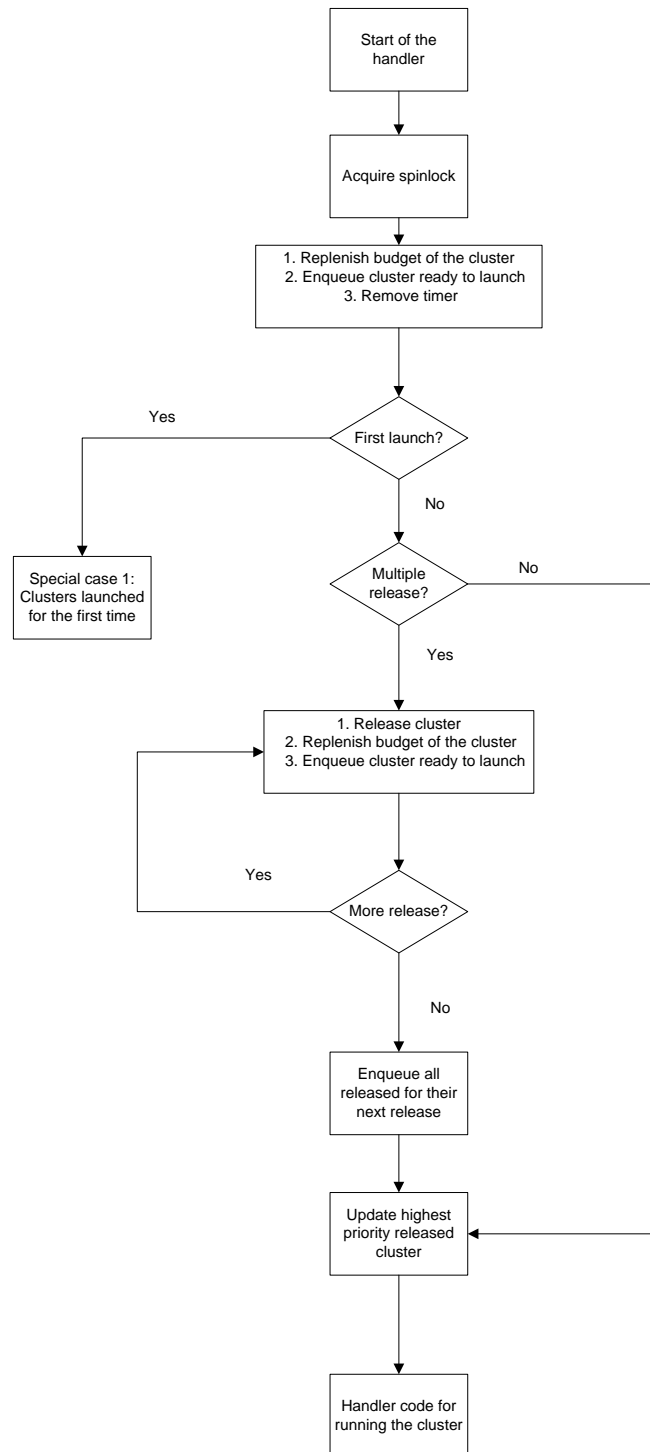 Start of the
handler
Acquire spinlock
1. Replenish budget of the cluster
2. Enqueue cluster ready to launch
3. Remove timer
Yes
First launch?
No
Special case 1:
Clusters launched
for the first time
Multiple
release?
No
Yes
1. Release cluster
2. Replenish budget of the cluster
3. Enqueue cluster ready to launch
Yes
More release?
No
Enqueue all
released for their
next release
Update highest
priority released
cluster
Handler code for
running the cluster